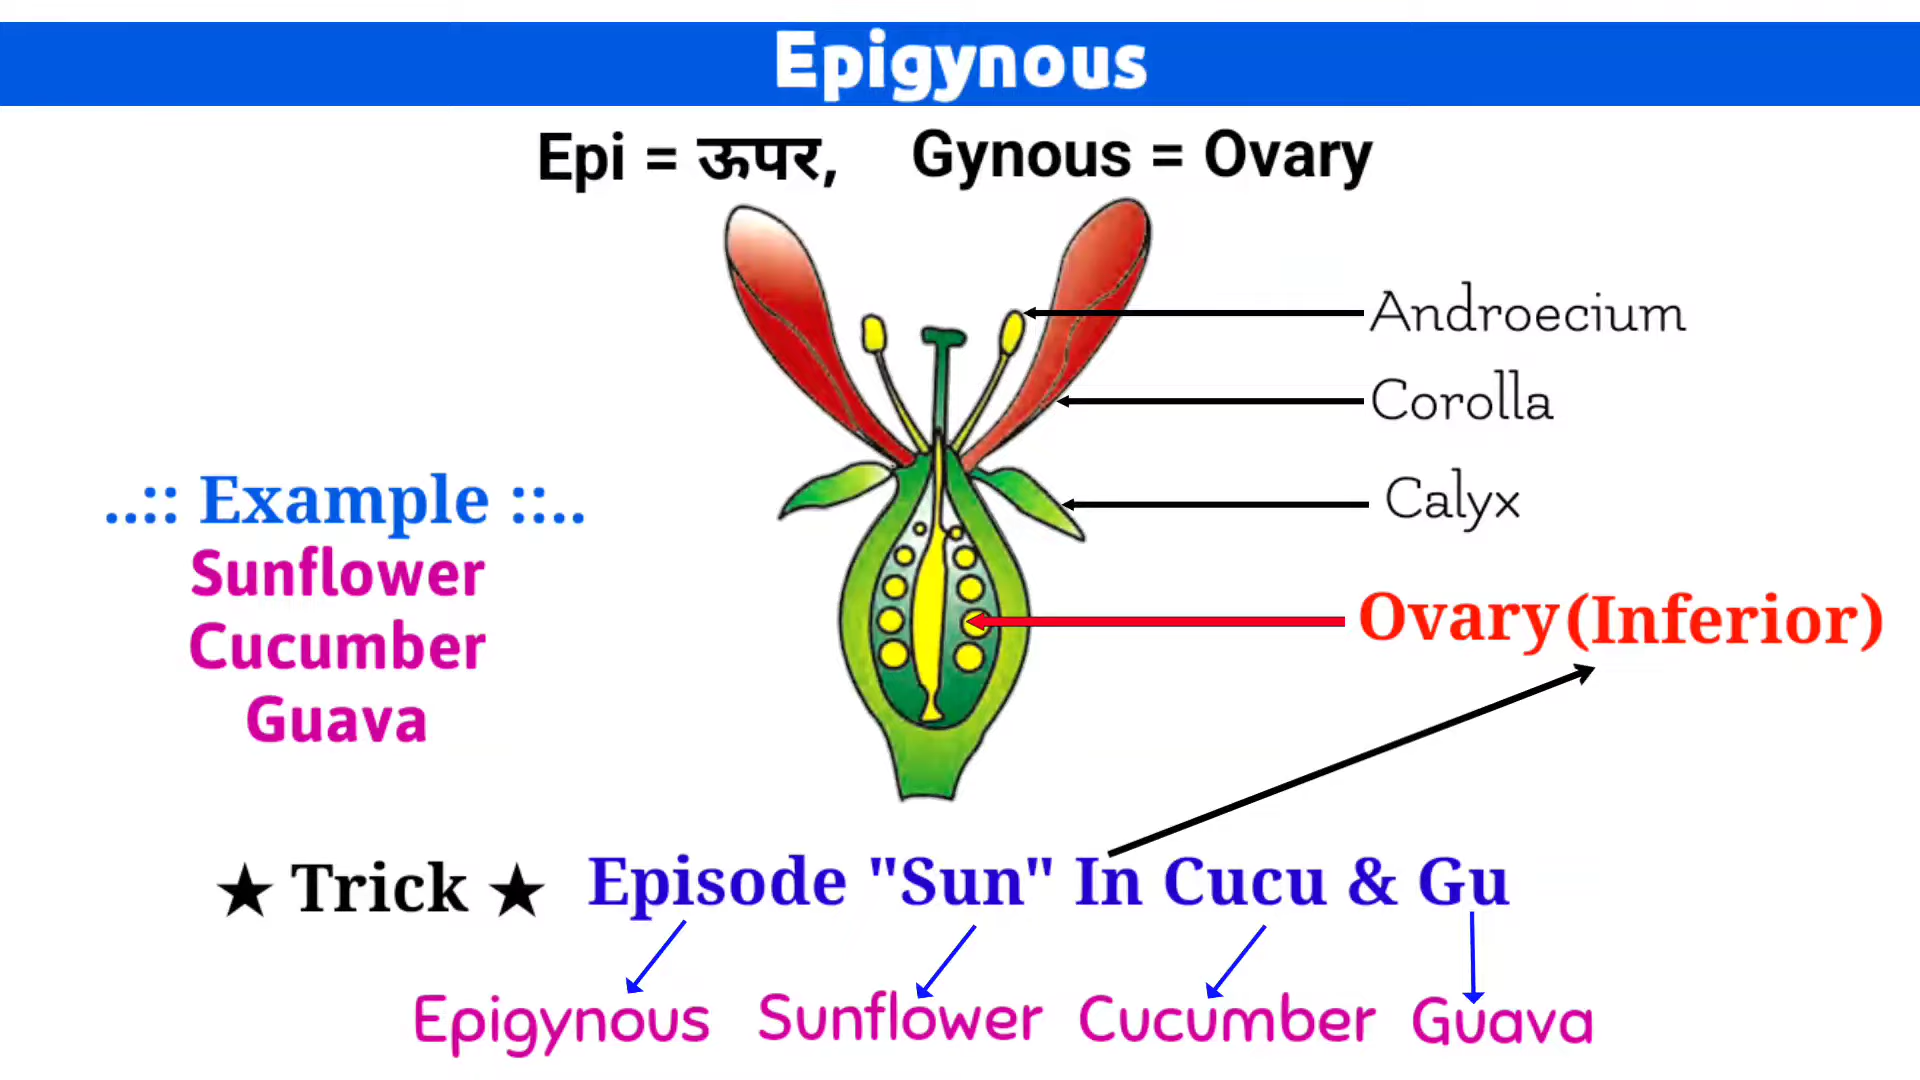 Epigynous
Epi = ऊपर, Gynous = Ovary
Androecium
Corolla
Calyx
Ovary(Inferior)
..:: Example ::..
Sunflower
Cucumber
Guava
★ Trick ★ Episode "Sun" In Cucu & Gu
Epigynous Sunflower Cucumber Guava